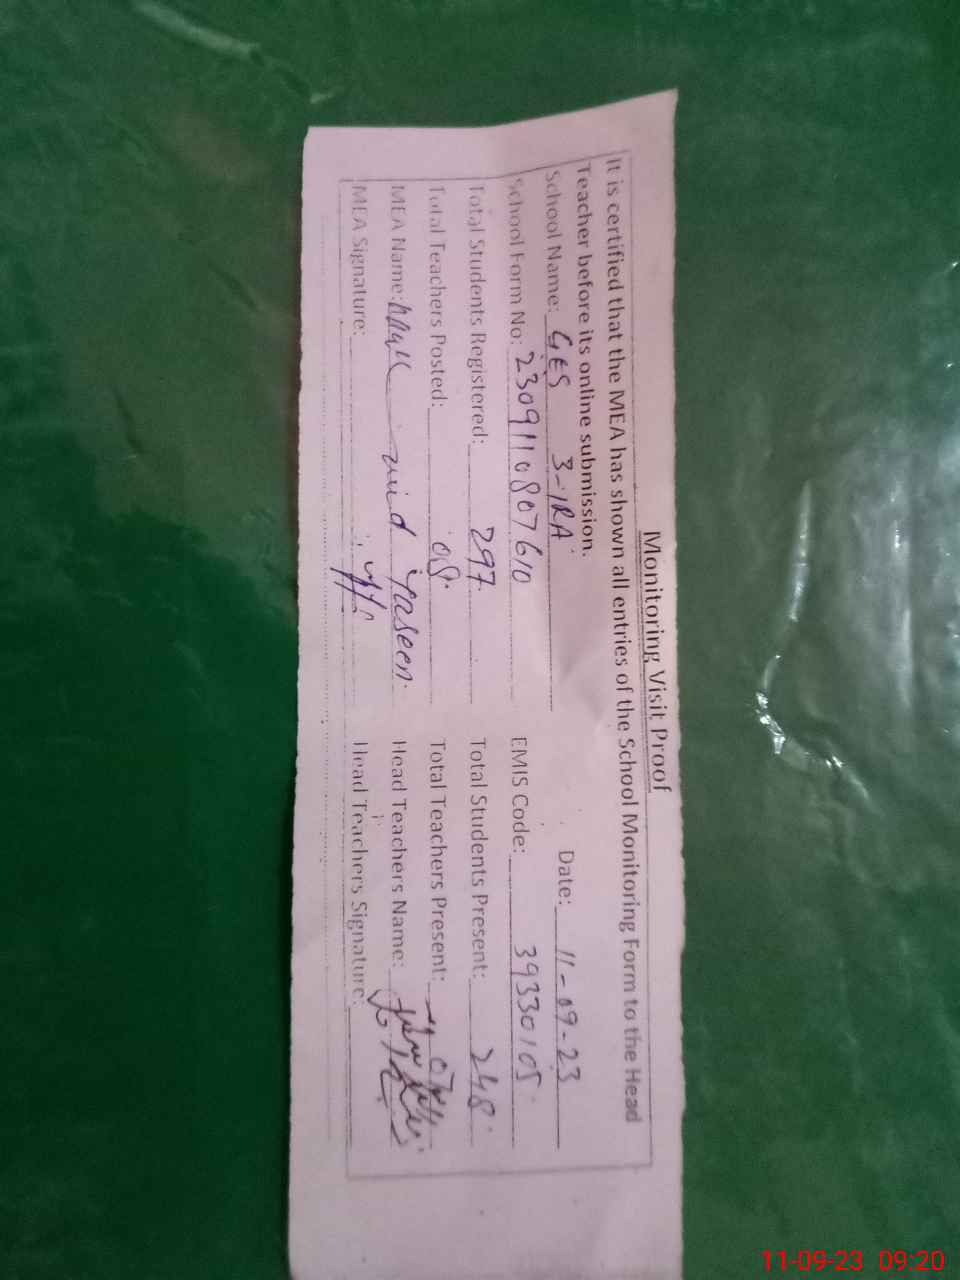 Monitoring Visit Proof
It is certified that the MEA has shown all entries of the School Monitoring Form to the Head
Teacher before its online submission.
School Name: GES 3-1RA Date: 11-09-23
School Form No: 2309110807610 EMIS Code: 39330105
Total Students Registered: 297 Total Students Present: 248
Total Teachers Posted: 08 Total Teachers Present: 07
MEA Name: Yaseen Head Teachers Name:
MEA Signature: Head Teachers Signature:
11-09-23 09:20